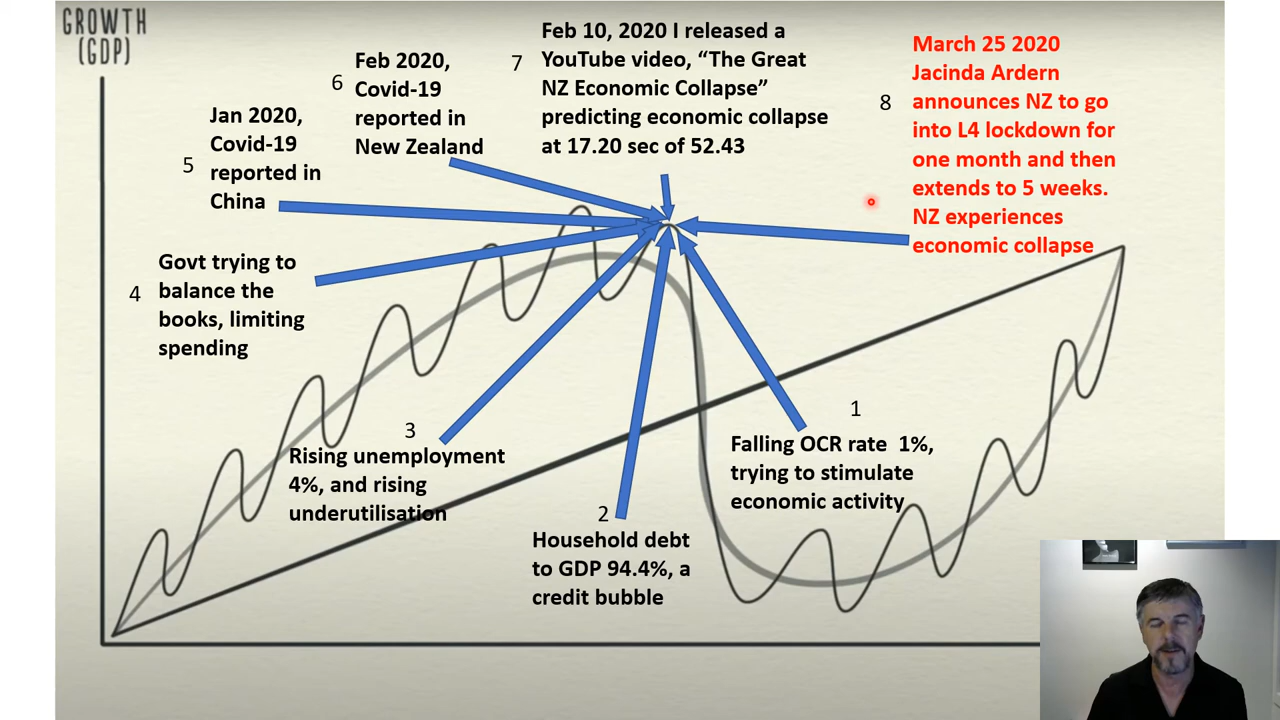 GROWTH
(GDP)
1
Falling OCR rate 1%,
trying to stimulate
economic activity
2
Household debt
to GDP 94.4%, a
credit bubble
3
Rising unemployment
4%, and rising
underutilisation
4
Govt trying to
balance the
books, limiting
spending
5
Jan 2020,
Covid-19
reported in
China
6
Feb 2020,
Covid-19
reported in
New Zealand
7
Feb 10, 2020 I released a
YouTube video, “The Great
NZ Economic Collapse”
predicting economic collapse
at 17.20 sec of 52.43
8
March 25 2020
Jacinda Ardern
announces NZ to go
into L4 lockdown for
one month and then
extends to 5 weeks.
NZ experiences
economic collapse